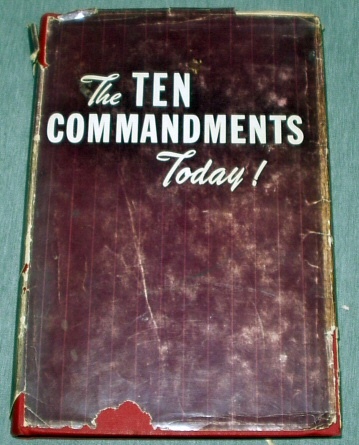 The TEN
COMMANDMENTS
Today!